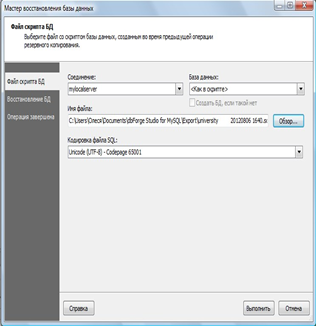 Мастер восстановления базы данных
Файл скрипта БД
Выберите файл со скриптом базы данных, созданным во время предыдущей операции
резервного копирования.
Файл скрипта БД
Восстановление БД
Операция завершена
Соединение:
База данных:
mylocalserver
<Как в скрипте>
Создать БД, если такой нет
Имя файла:
C:\Users\Олеся\Documents\dbForge Studio for MySQL\Export\university 20120806 1640.s
Обзор...
Кодировка файла SQL:
Unicode (UTF-8) - Codepage 65001
Справка
Выполнить
Отмена